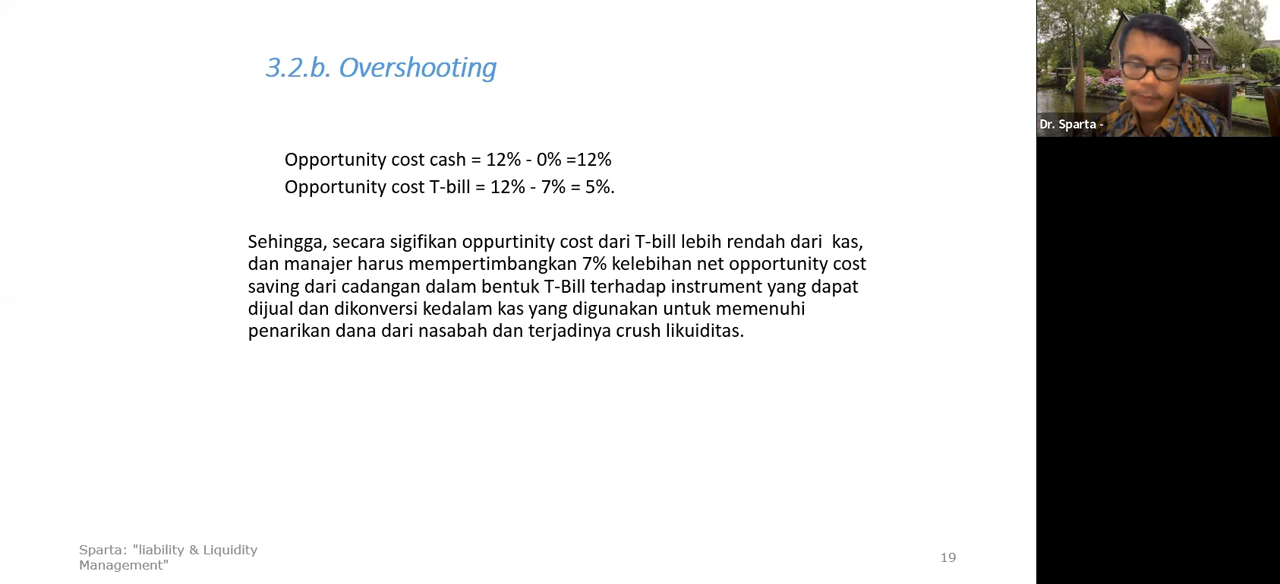 3.2.b. Overshooting
Opportunity cost cash = 12% - 0% =12%
Opportunity cost T-bill = 12% - 7% = 5%.
Sehingga, secara sigifikan oppurtinity cost dari T-bill lebih rendah dari  kas,
dan manajer harus mempertimbangkan 7% kelebihan net opportunity cost
saving dari cadangan dalam bentuk T-Bill terhadap instrument yang dapat
dijual dan dikonversi kedalam kas yang digunakan untuk memenuhi
penarikan dana dari nasabah dan terjadinya crush likuiditas.
Sparta: "liability & Liquidity
Management"
19
Dr. Sparta -